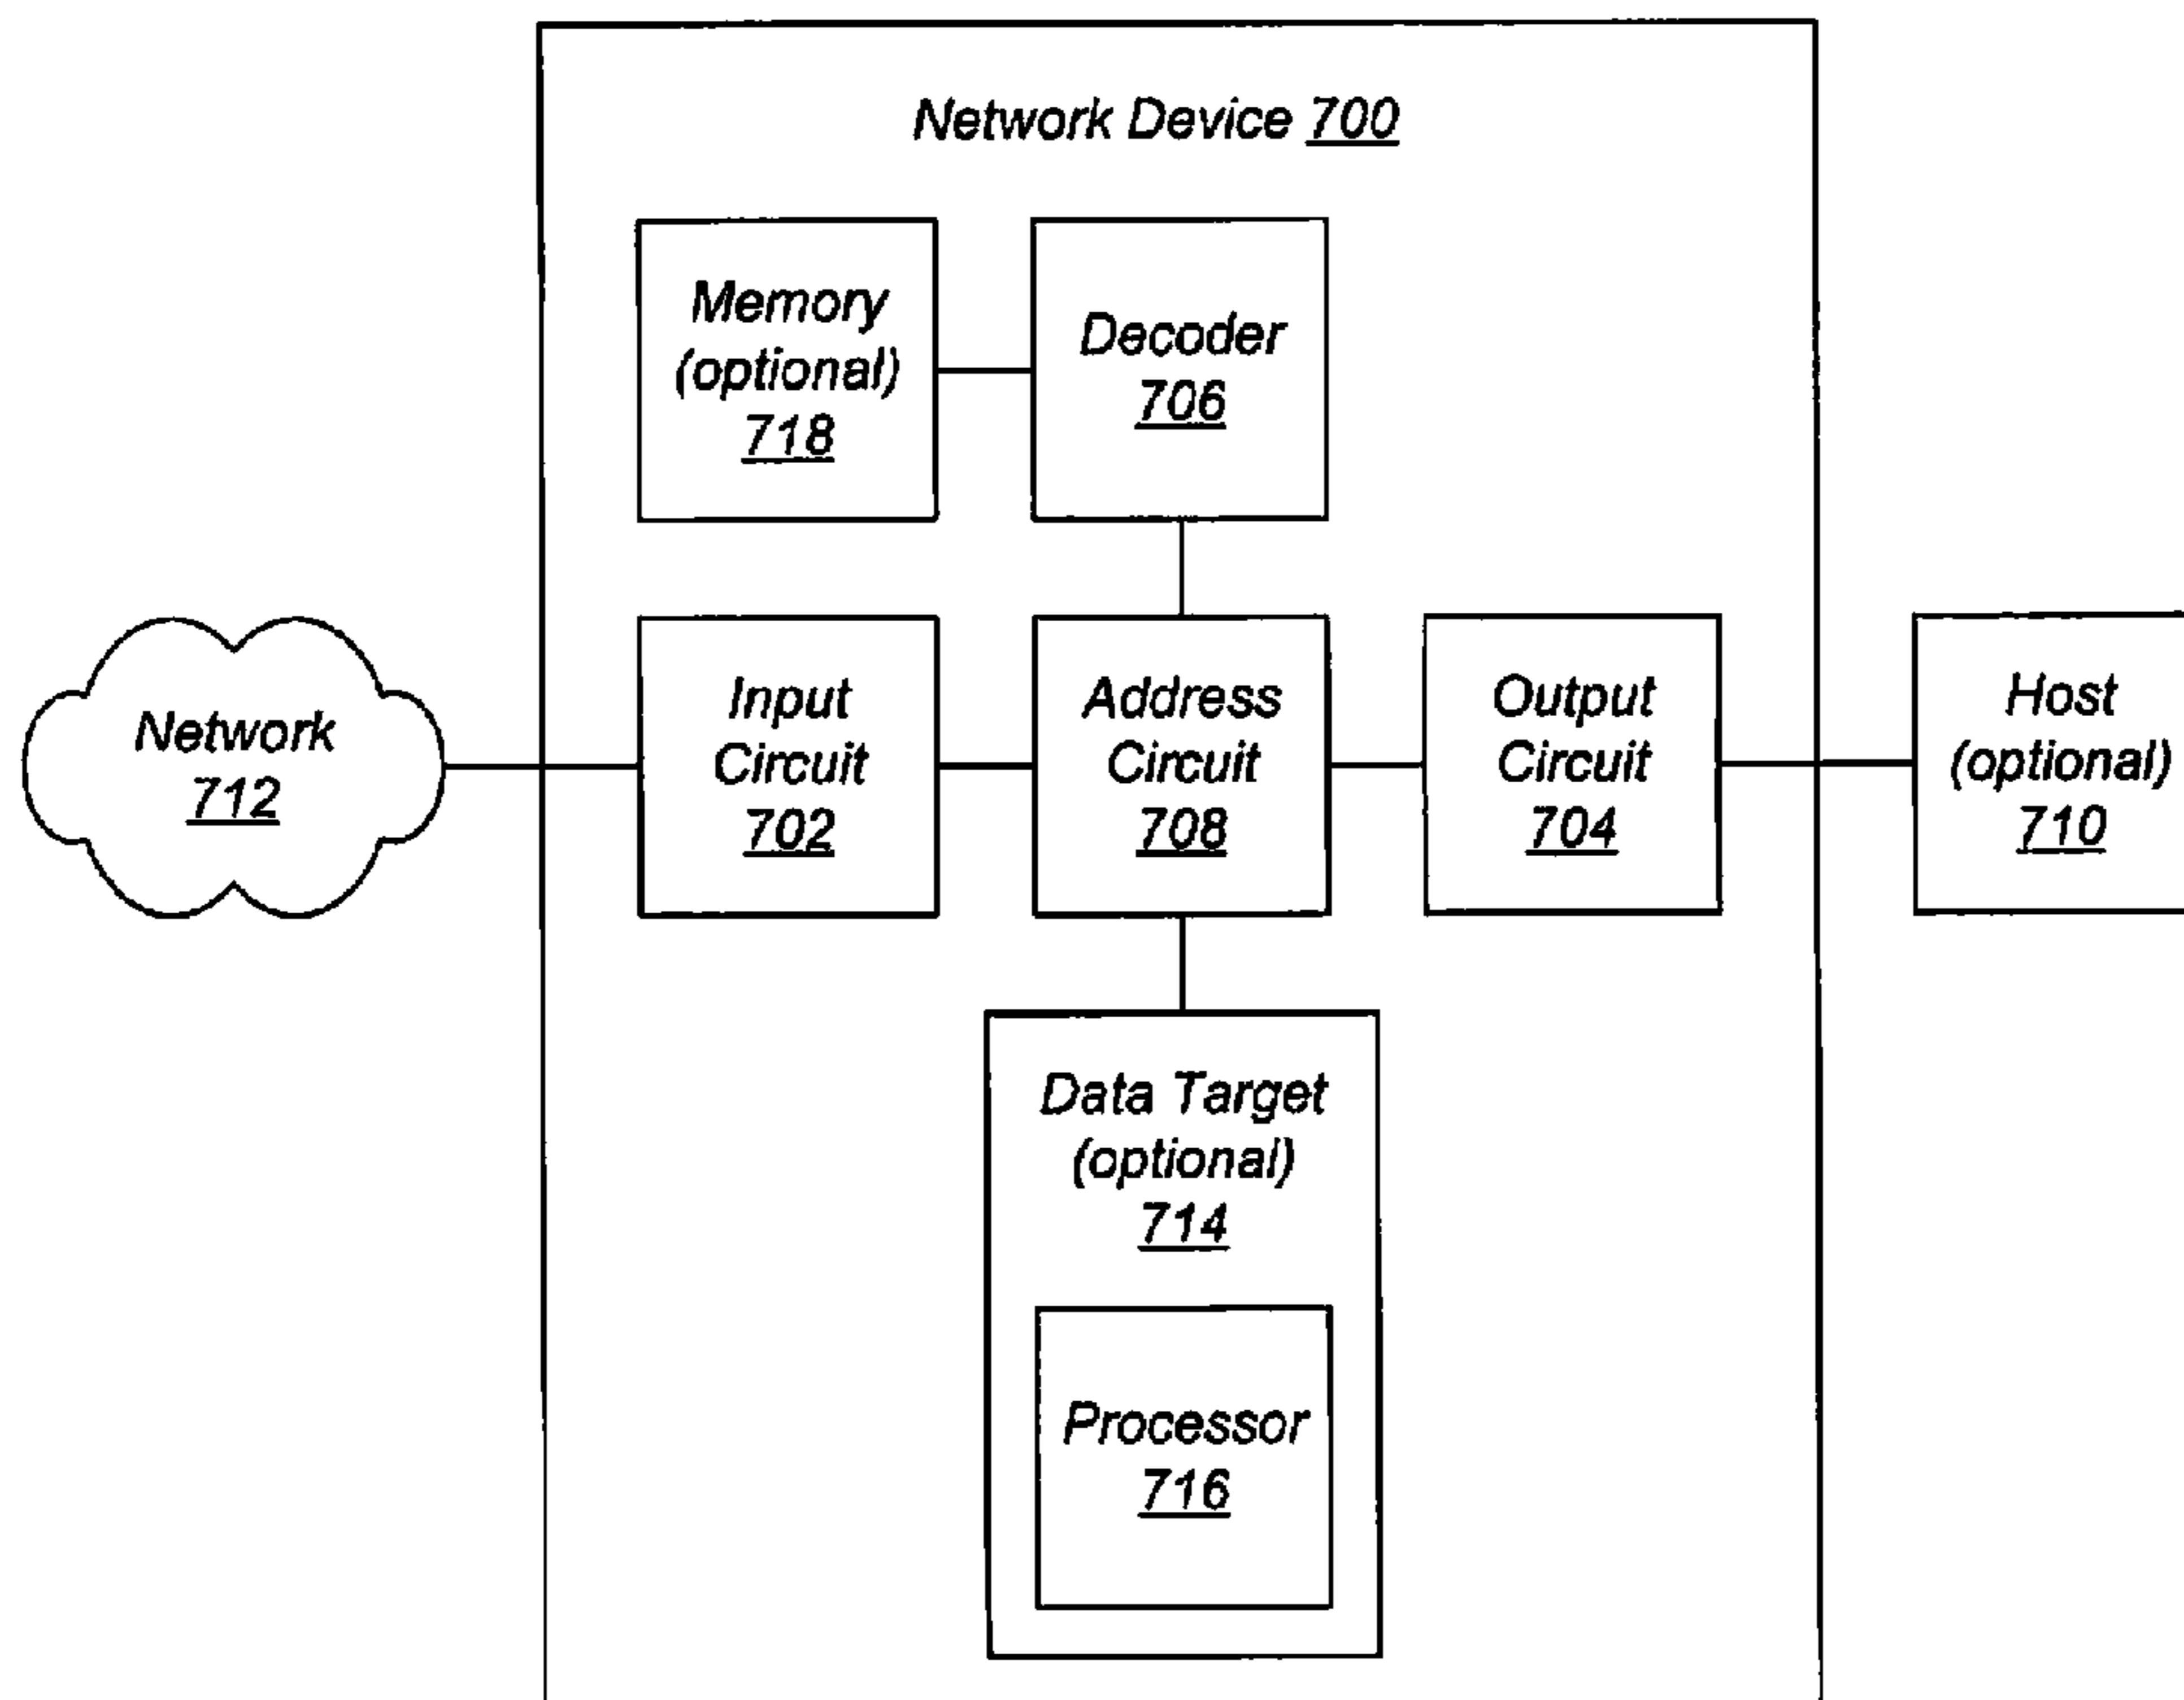 Network Device 700
Memory
(optional)
718
Decoder
706
Network
712
Input
Circuit
702
Address
Circuit
708
Output
Circuit
704
Host
(optional)
710
Data Target
(optional)
714
Processor
716